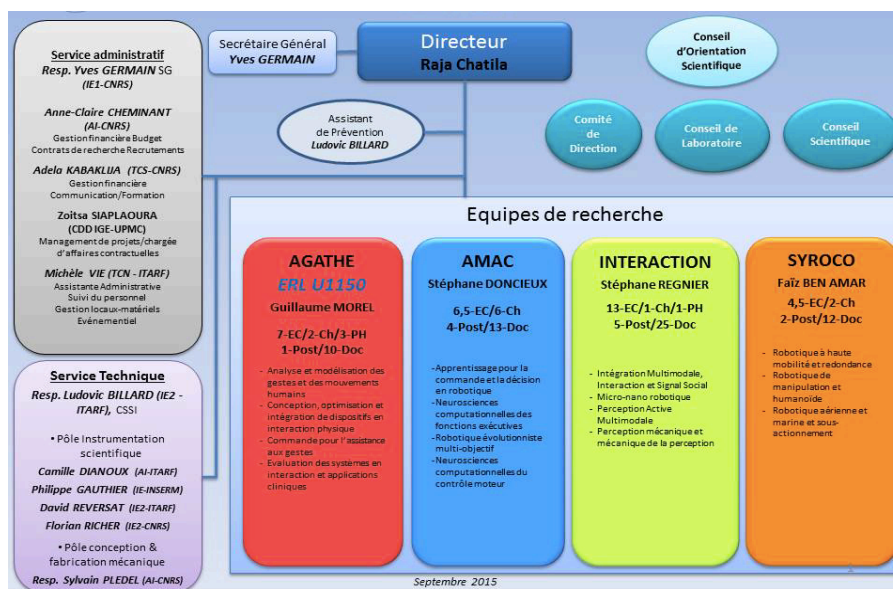 Service administratif
Resp. Yves GERMAIN SG
(IE1-CNRS)
Anne-Claire CHEMINANT
(AI-CNRS)
Gestion financière Budget
Contrats de recherche Recrutements
Adela KABAKLIJA (TCS-CNRS)
Gestion financière
Communication/Formation
Zoitsa SIAPLAOURA
(CDD IGE-UPMC)
Management de projets/chargée
d'affaires contractuelles
Michèle VIE (TCN - ITARF)
Assistante Administrative
Suivi du personnel
Gestion locaux-matériels
Evénementiel
Service Technique
Resp. Ludovic BILLARD (IE2 -
ITARF), CSSI
• Pôle Instrumentation
scientifique
Camille DIANOUX (AI-ITARF)
Philippe GAUTHIER (IE-INSERM)
David REVERSAT (IE2-ITARF)
Florian RICHER (IE2-CNRS)
• Pôle conception &
fabrication mécanique
Resp. Sylvain PLEDEL (AI-CNRS)
Secrétaire Général
Yves GERMAIN
Directeur
Raja Chatila
Assistant
de Prévention
Ludovic BILLARD
Conseil
d'Orientation
Scientifique
Comité
de
Direction
Conseil de
Laboratoire
Conseil
Scientifique
Equipes de recherche
AGATHE
ERL U1150
Guillaume MOREL
7-EC/2-Ch/3-PH
1-Post/10-Doc
- Analyse et modélisation des
gestes et des mouvements
humains
- Conception, optimisation et
intégration de dispositifs en
interaction physique
- Commande pour l'assistance
aux gestes
- Evaluation des systèmes en
interaction et applications
cliniques
AMAC
Stéphane DONCIEUX
6,5-EC/6-Ch
4-Post/13-Doc
-Apprentissage pour la
commande et la décision
en robotique
-Neurosciences
computationnelles des
fonctions exécutives
-Robotique évolutionniste
multi-objectif
-Neurosciences
computationnelles du
contrôle moteur
INTERACTION
Stéphane REGNIER
13-EC/1-Ch/1-PH
5-Post/25-Doc
- Intégration Multimodale,
Interaction et Signal Social
- Micro-nano robotique
- Perception Active
Multimodale
- Perception mécanique et
mécanique de la perception
SYROCO
Faïz BEN AMAR
4,5-EC/2-Ch
2-Post/12-Doc
- Robotique à haute
mobilité et redondance
- Robotique de
manipulation et
humanoïde
- Robotique aérienne et
marine et sous-
actionnement
1
Septembre 2015